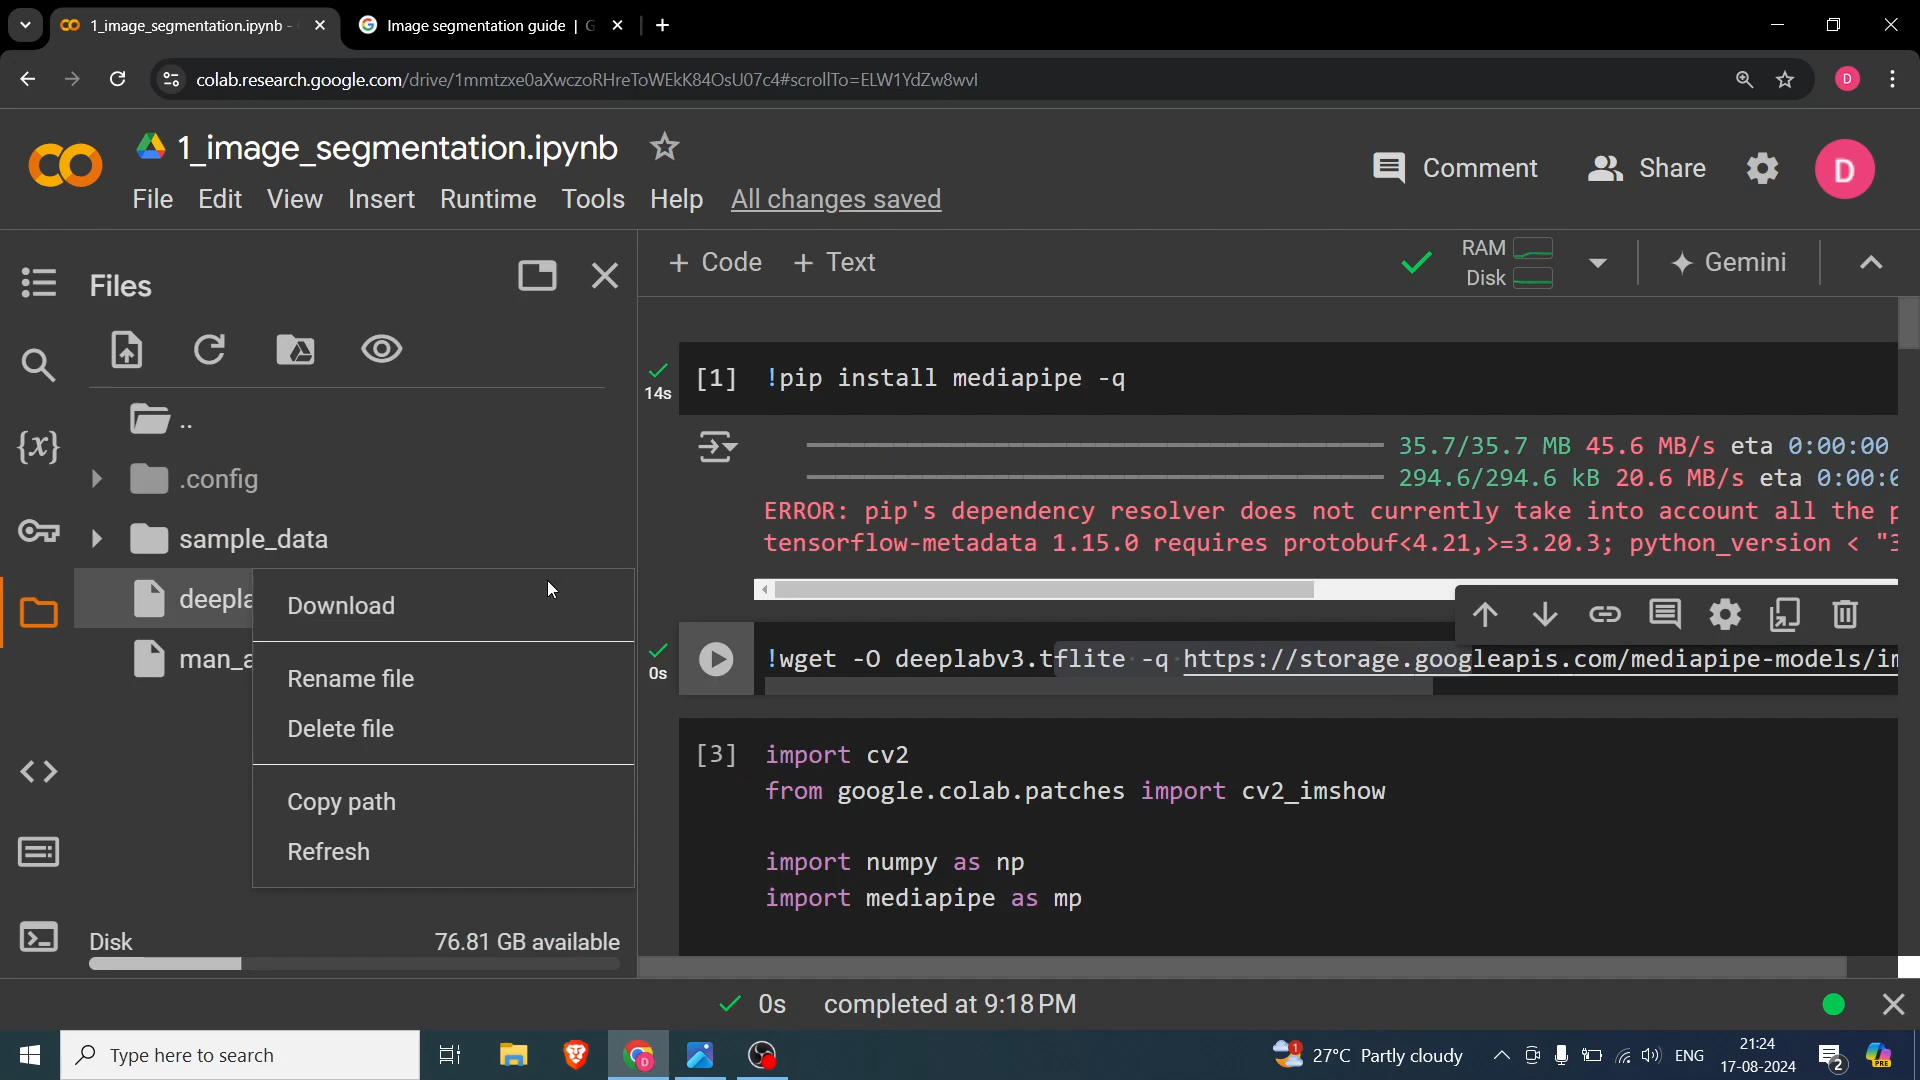 1_image_segmentation.ipynb -
Image segmentation guide | G
colab.research.google.com/drive/1mmtzxe0aXwczoRHreToWEkK84OsU07c4#scrollTo=ELW1YdZw8wvI
D
1_image_segmentation.ipynb
Comment
Share
D
File Edit View Insert Runtime Tools Help All changes saved
Files
+ Code + Text
RAM
Disk
Gemini
..
.config
sample_data
deepla
man_a
Download
Rename file
Delete file
Copy path
Refresh
Disk 76.81 GB available
{x}
14s
[1] !pip install mediapipe -q
35.7/35.7 MB 45.6 MB/s eta 0:00:00
294.6/294.6 kB 20.6 MB/s eta 0:00:0
ERROR: pip's dependency resolver does not currently take into account all the p
tensorflow-metadata 1.15.0 requires protobuf<4.21,>=3.20.3; python_version < "3
0s
!wget -O deeplabv3.tflite -q https://storage.googleapis.com/mediapipe-models/im
[3] import cv2
from google.colab.patches import cv2_imshow
import numpy as np
import mediapipe as mp
0s completed at 9:18 PM
Type here to search
1
27°C Partly cloudy
ENG
21:24
17-08-2024
2
PRE